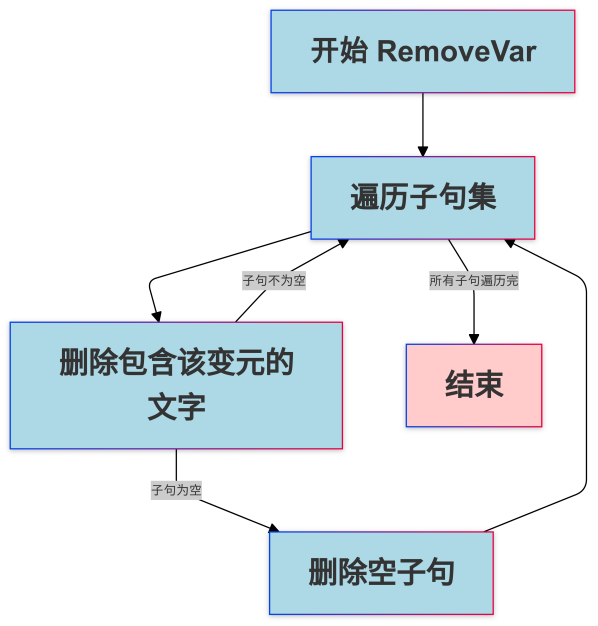 开始 RemoveVar
遍历子句集
子句不为空
所有子句遍历完
删除包含该变元的
文字
结束
子句为空
删除空子句